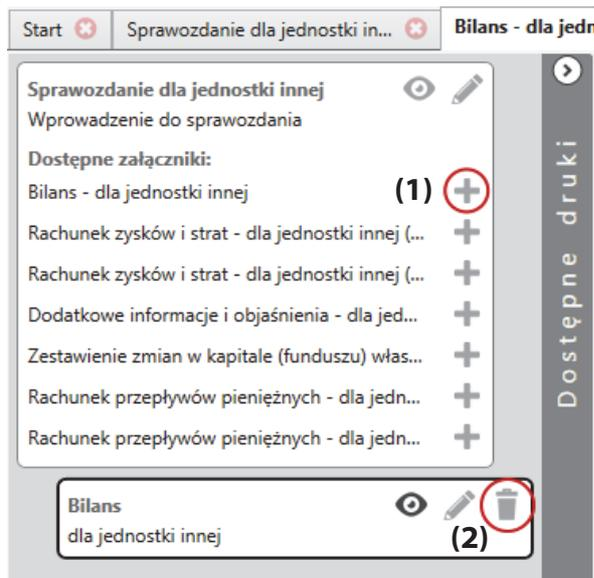 Start
Sprawozdanie dla jednostki in...
Bilans - dla jedn
Sprawozdanie dla jednostki innej
Wprowadzenie do sprawozdania
Dostępne załączniki:
Bilans - dla jednostki innej (1)
Rachunek zysków i strat - dla jednostki innej (...
Rachunek zysków i strat - dla jednostki innej (...
Dodatkowe informacje i objaśnienia - dla jed...
Zestawienie zmian w kapitale (funduszu) włas...
Rachunek przepływów pieniężnych - dla jedn...
Rachunek przepływów pieniężnych - dla jedn...
Bilans
dla jednostki innej (2)
Dostępne druki